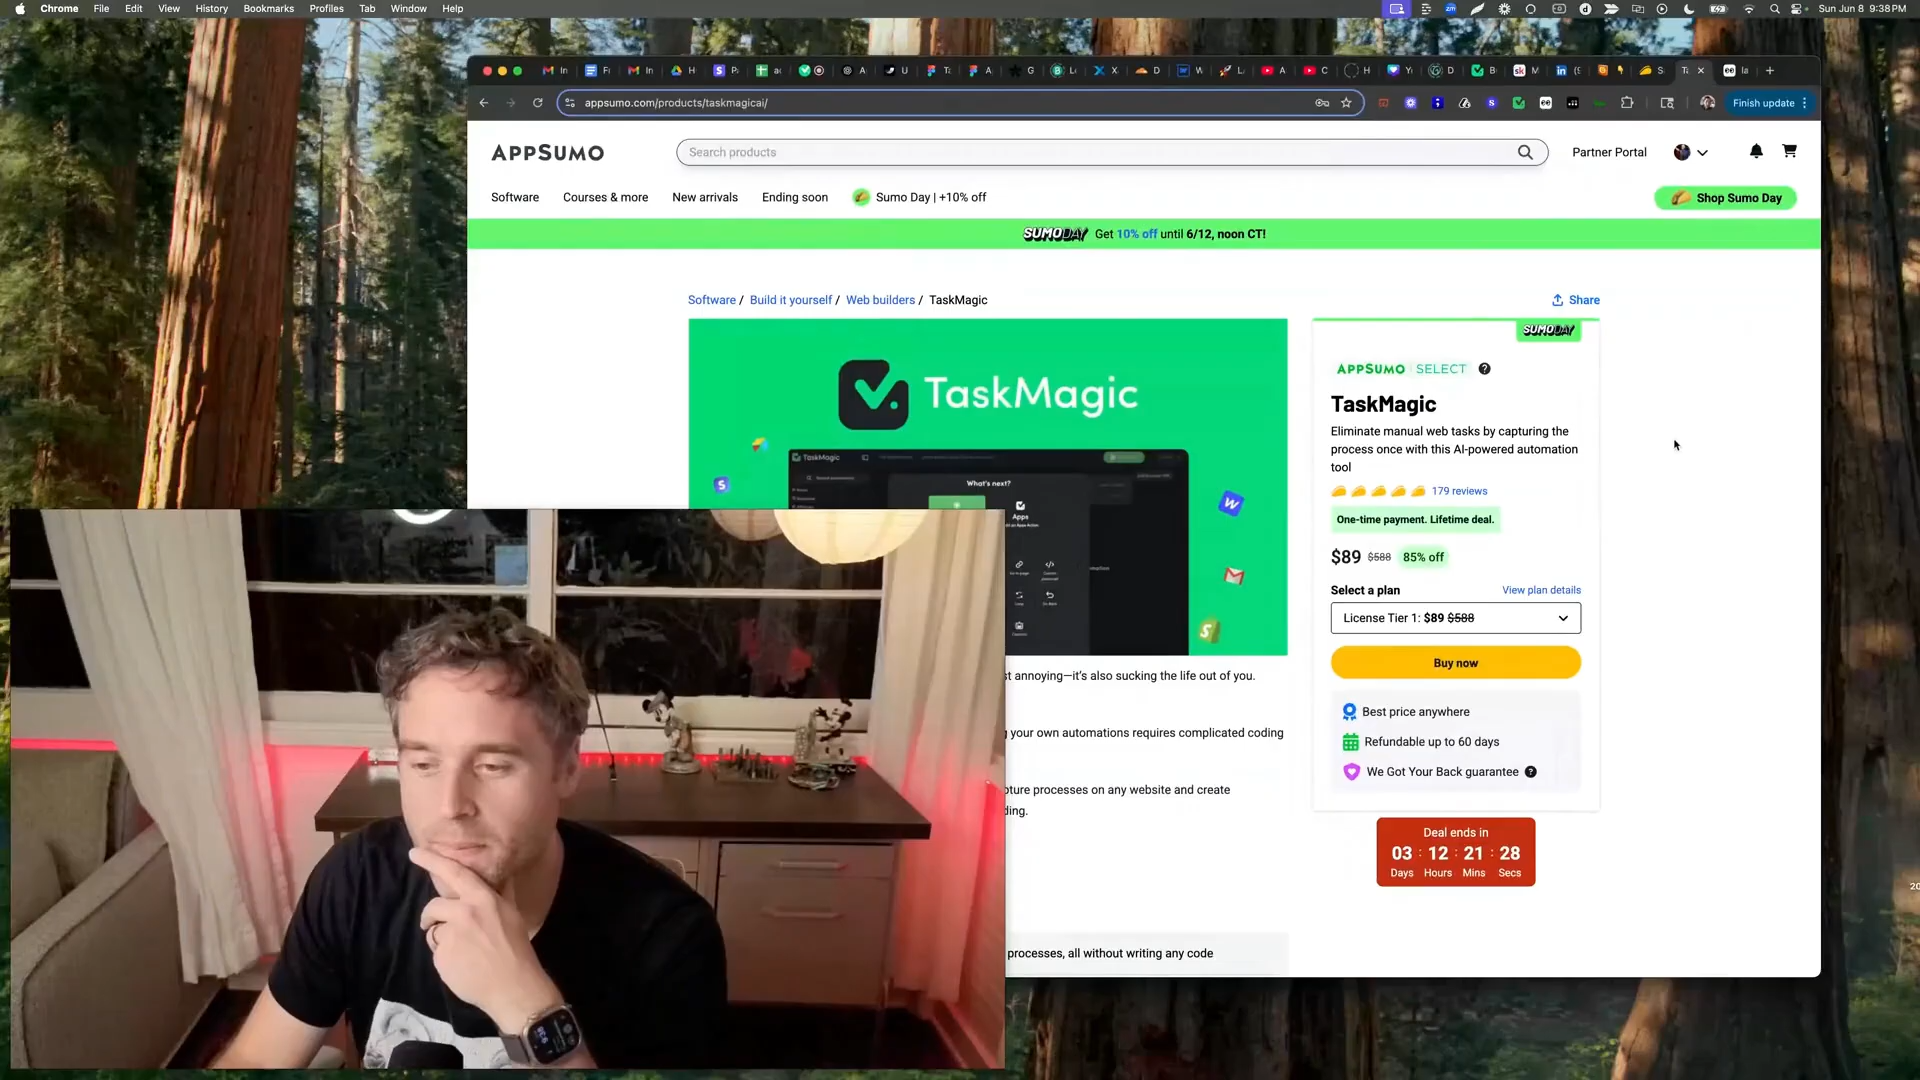 Chrome File Edit View History Bookmarks Profiles Tab Window Help
Sun Jun 8 9:38 PM
appsumo.com/products/taskmagicai/
Finish update
APPSUMO
Search products
Partner Portal
Software Courses & more New arrivals Ending soon Sumo Day | +10% off
Shop Sumo Day
SUMODAY Get 10% off until 6/12, noon CT!
Software / Build it yourself / Web builders / TaskMagic
Share
TaskMagic
TaskMagic
What's next?
Apps
SUMODAY
APPSUMO SELECT
TaskMagic
Eliminate manual web tasks by capturing the
process once with this AI-powered automation
tool
179 reviews
One-time payment. Lifetime deal.
$89 $588 85% off
Select a plan View plan details
License Tier 1: $89 $588
Buy now
Best price anywhere
Refundable up to 60 days
We Got Your Back guarantee
Deal ends in
03 : 12 : 21 : 28
Days Hours Mins Secs
st annoying—it's also sucking the life out of you.
your own automations requires complicated coding
ture processes on any website and create
ding.
processes, all without writing any code